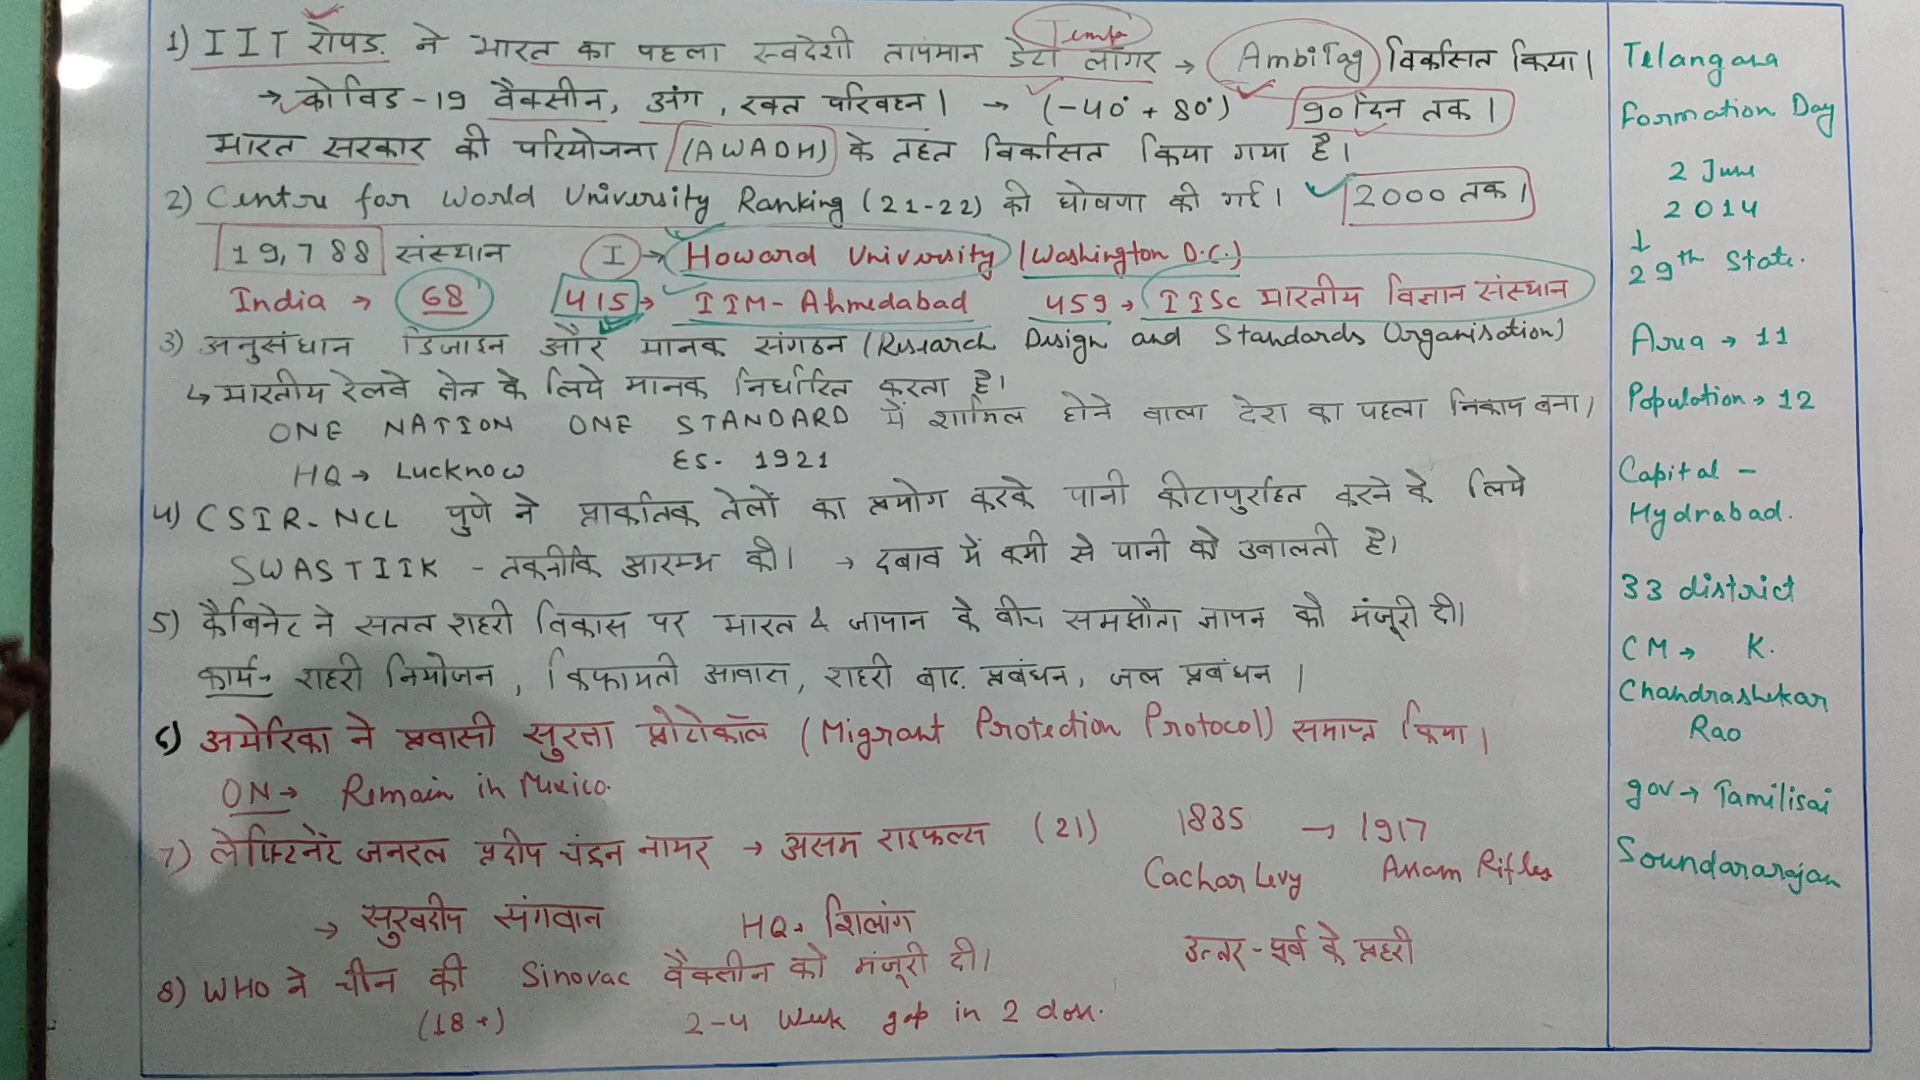 Temp
1) IIT रोपड़ ने भारत का पहला स्वदेशी तापमान डेटा लॉगर → AmbiTag विकसित किया।
→ कोविड-19 वैक्सीन, अंग, रक्त परिवहन। → (-40° + 80°) 90 दिन तक।
भारत सरकार की परियोजना (AWADH) के तहत विकसित किया गया है।
2) Centre for World University Ranking (21-22) की घोषणा की गई। 2000 तक।
19,788 संस्थान I → Howard University (Washington D.C.)
India → 68 415 → IIM-Ahmedabad 459 → IISc भारतीय विज्ञान संस्थान
3) अनुसंधान डिजाइन और मानक संगठन (Research Design and Standards Organisation)
↳ भारतीय रेलवे क्षेत्र के लिये मानक निर्धारित करता है।
ONE NATION ONE STANDARD में शामिल होने वाला देश का पहला निकाय बना।
HQ → Lucknow ES- 1921
4) CSIR-NCL पुणे ने प्राकृतिक तेलों का प्रयोग करके पानी कीटाणुरहित करने के लिये
SWASTIIK - तकनीकि आरम्भ की। → दबाव में कमी से पानी को उबालती है।
5) कैबिनेट ने सतत शहरी विकास पर भारत & जापान के बीच समझौता ज्ञापन को मंजूरी दी।
कार्य → शहरी नियोजन, किफायती आवास, शहरी बाढ़ प्रबंधन, जल प्रबंधन।
6) अमेरिका ने प्रवासी सुरक्षा प्रोटोकॉल (Migrant Protection Protocol) समाप्त किया।
ON → Remain in Mexico.
7) लेफ्टिनेंट जनरल प्रदीप चंद्रन नायर → असम राइफल्स (21) 1835 → 1917
Cachar Levy Assam Rifles
→ सुखदीप संगवान HQ → शिलांग उत्तर-पूर्व के प्रहरी
8) WHO ने चीन की Sinovac वैक्सीन को मंजूरी दी।
(18+) 2-4 Week gap in 2 dose.
Telangana
Formation Day
2 June
2014
↓
29th State.
Area → 11
Population → 12
Capital -
Hydrabad.
33 district
CM → K.
Chandrashekar
Rao
gov → Tamilisai
Soundararajan